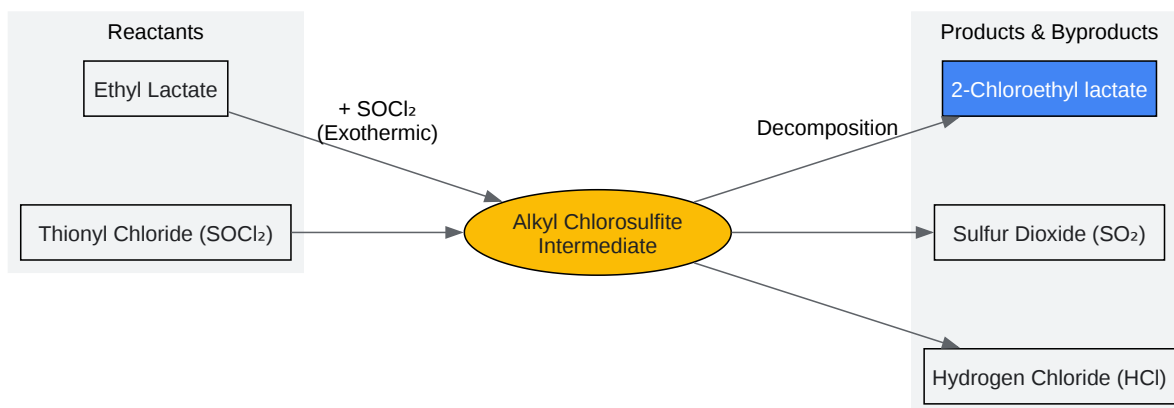 Reactants
Products & Byproducts
Ethyl Lactate
2-Chloroethyl lactate
+ SOCl₂
(Exothermic)
Decomposition
Thionyl Chloride (SOCl₂)
Alkyl Chlorosulfite
Intermediate
Sulfur Dioxide (SO₂)
Hydrogen Chloride (HCl)